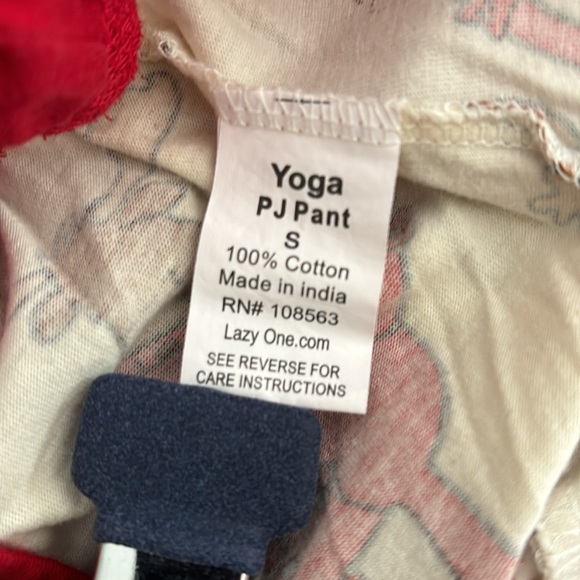 Yoga
PJ Pant
S
100% Cotton
Made in india
RN# 108563
Lazy One.com
SEE REVERSE FOR
CARE INSTRUCTIONS